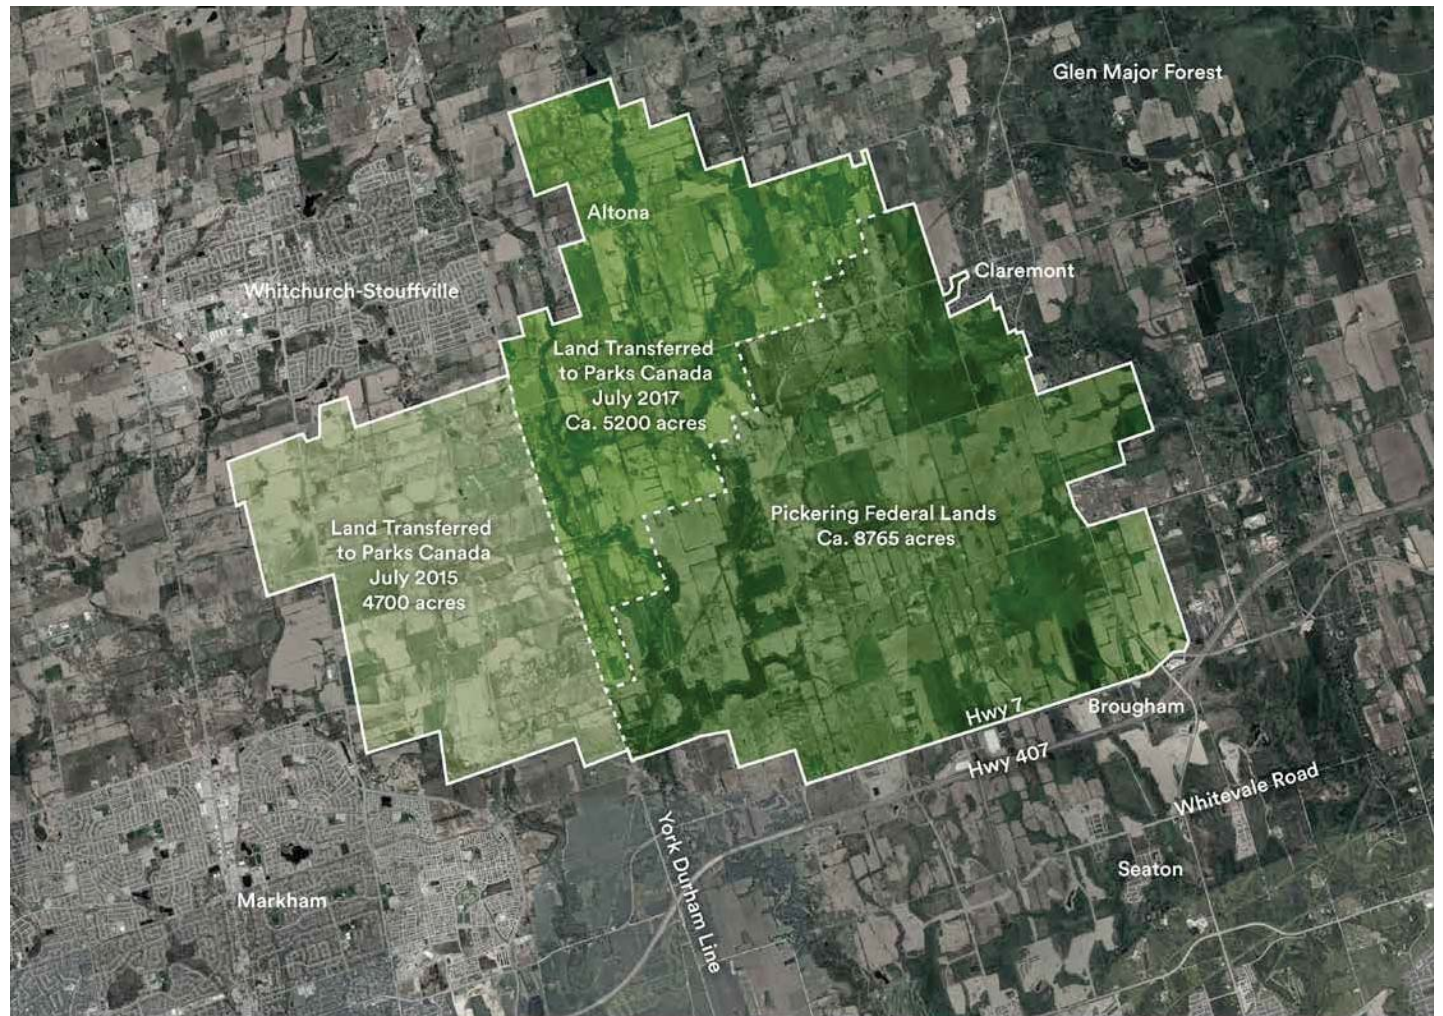 Glen Major Forest
Altona
Claremont
Whitchurch-Stouffville
Land Transferred
to Parks Canada
July 2017
Ca. 5200 acres
Land Transferred
to Parks Canada
July 2015
4700 acres
Pickering Federal Lands
Ca. 8765 acres
Hwy 7
Brougham
Hwy 407
Whitevale Road
York Durham Line
Seaton
Markham